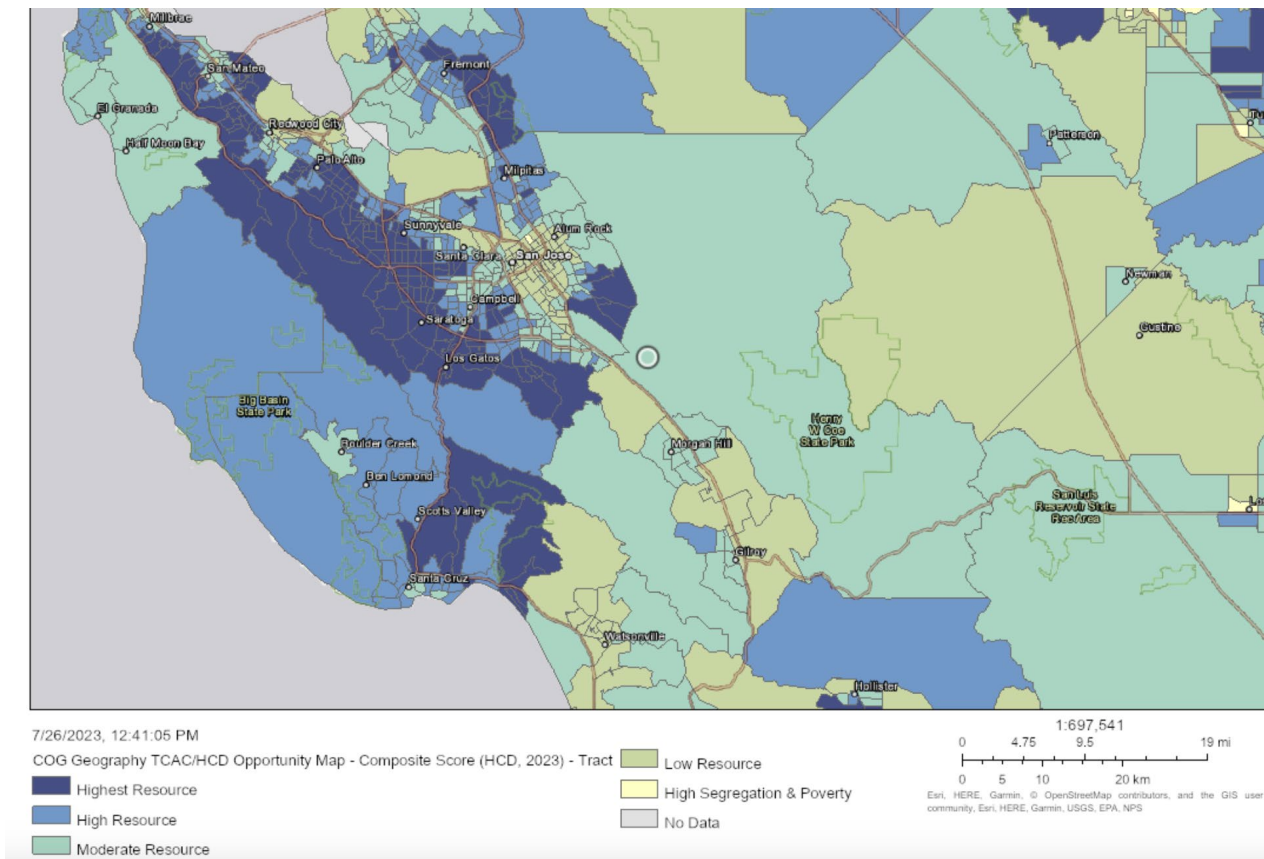 Millbrae
San Mateo
Fremont
El Granada
Redwood City
Half Moon Bay
Palo Alto
Patterson
Milpitas
Sunnyvale
Alum Rock
Santa Clara
San Jose
Newman
Campbell
Saratoga
Gustine
Los Gatos
Big Basin
State Park
Henry
W Coe
State Park
Boulder Creek
Morgan Hill
Ben Lomond
San Luis
Reservoir State
Rec Area
Scotts Valley
Gilroy
Santa Cruz
Watsonville
Hollister
7/26/2023, 12:41:05 PM
COG Geography TCAC/HCD Opportunity Map - Composite Score (HCD, 2023) - Tract
Highest Resource
High Resource
Moderate Resource
Low Resource
High Segregation & Poverty
No Data
1:697,541
0 4.75 9.5 19 mi
0 5 10 20 km
Esri, HERE, Garmin, © OpenStreetMap contributors, and the GIS user
community, Esri, HERE, Garmin, USGS, EPA, NPS